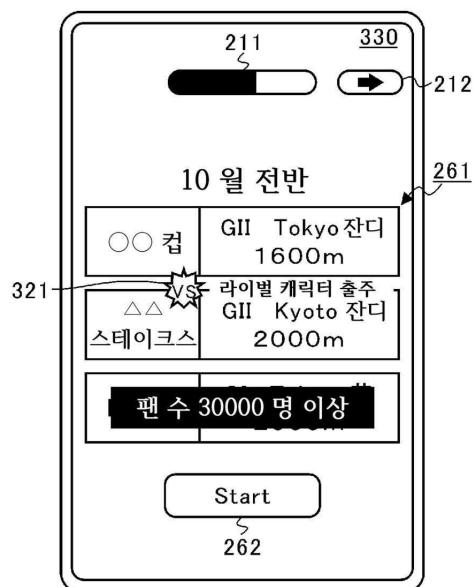 330
211
212
261
10 월 전반
○○ 컵
GII Tokyo 잔디
1600m
321
VS
라이벌 캐릭터 출주
△△
스테이크스
GII Kyoto 잔디
2000m
팬 수 30000 명 이상
Start
262